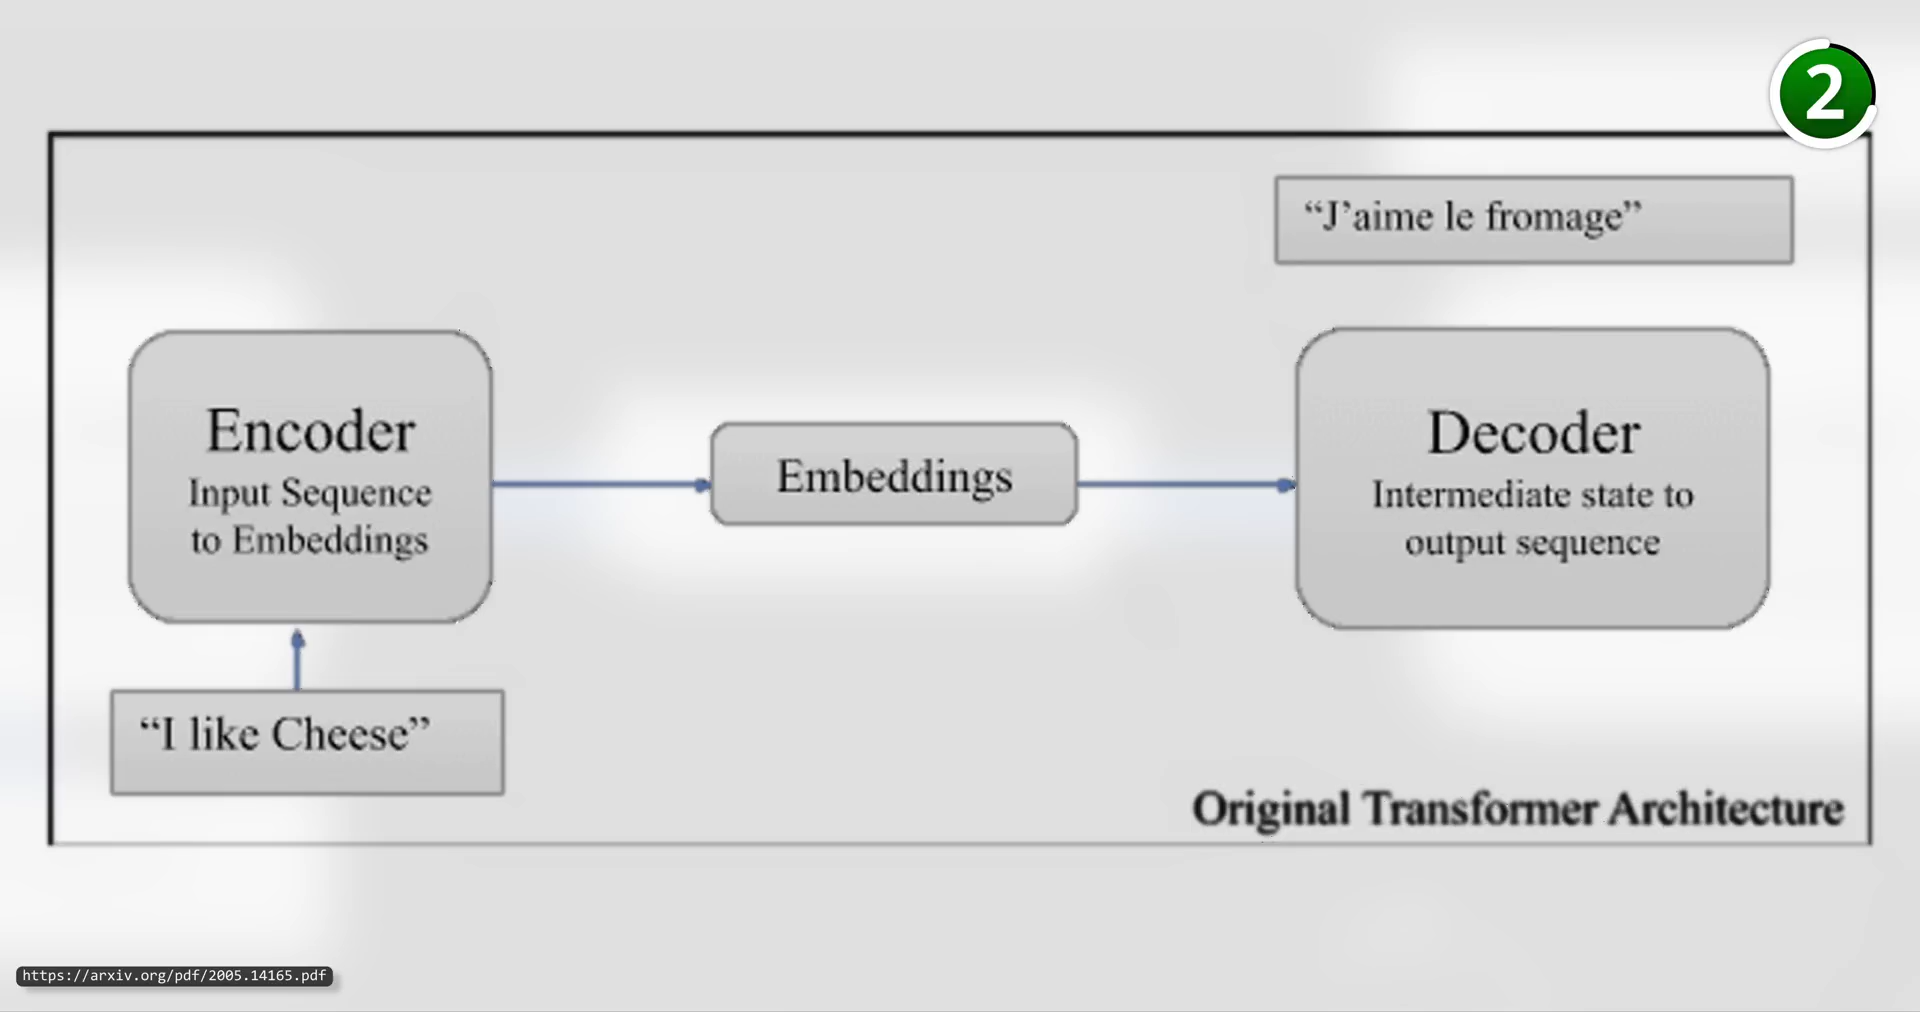 2
“J’aime le fromage”
Encoder
Input Sequence
to Embeddings
Embeddings
Decoder
Intermediate state to
output sequence
“I like Cheese”
Original Transformer Architecture
https://arxiv.org/pdf/2005.14165.pdf